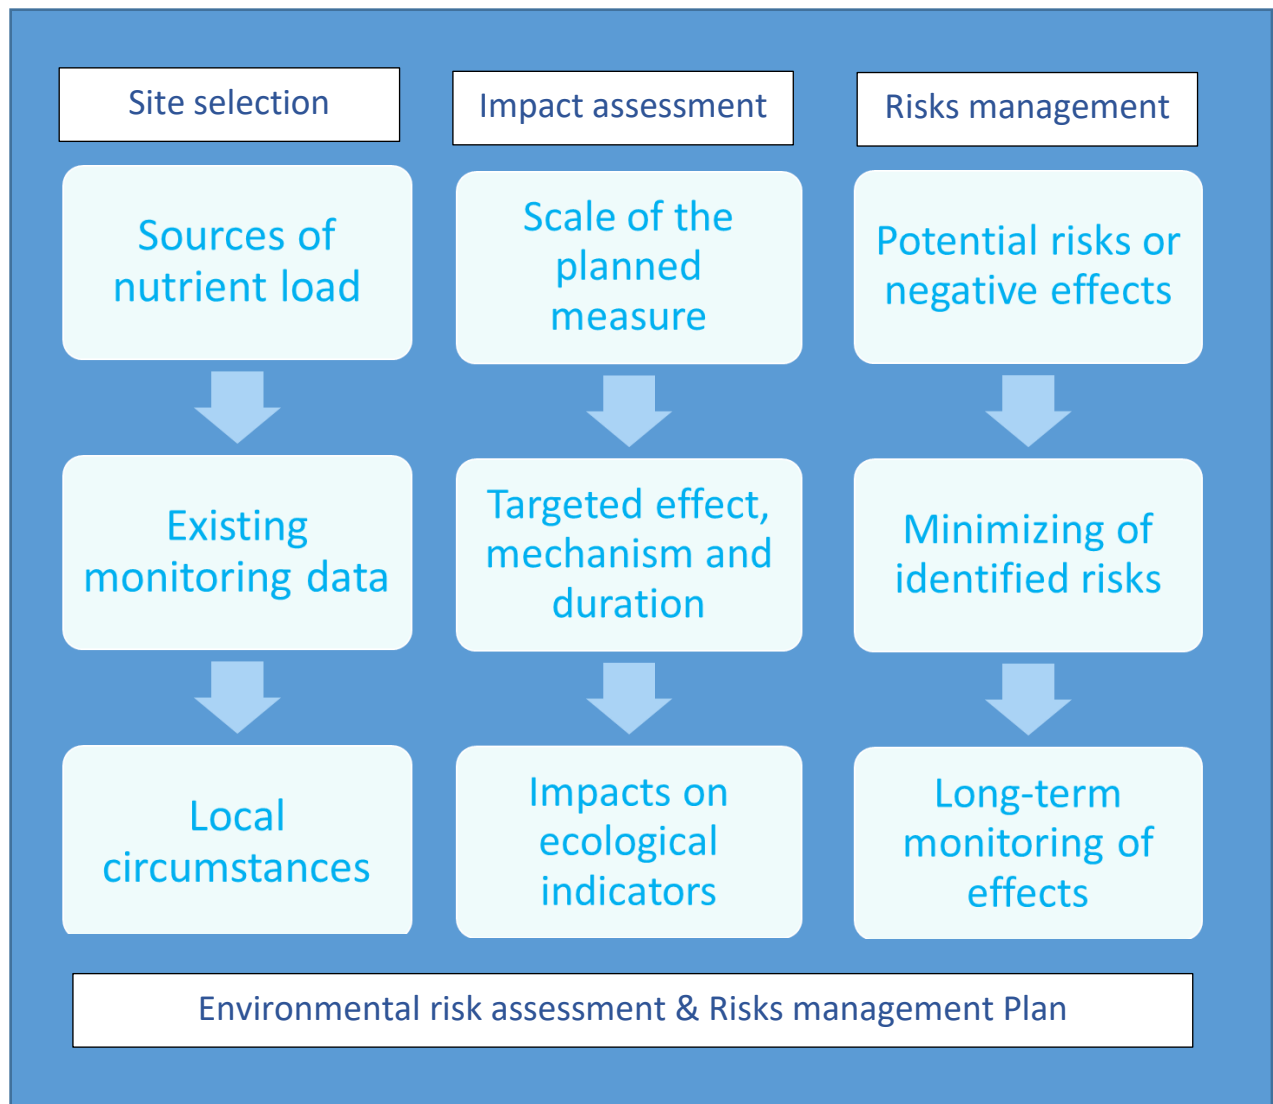 Site selection
Sources of
nutrient load
Existing
monitoring data
Local
circumstances
Impact assessment
Scale of the
planned
measure
Targeted effect,
mechanism and
duration
Impacts on
ecological
indicators
Risks management
Potential risks or
negative effects
Minimizing of
identified risks
Long-term
monitoring of
effects
Environmental risk assessment & Risks management Plan